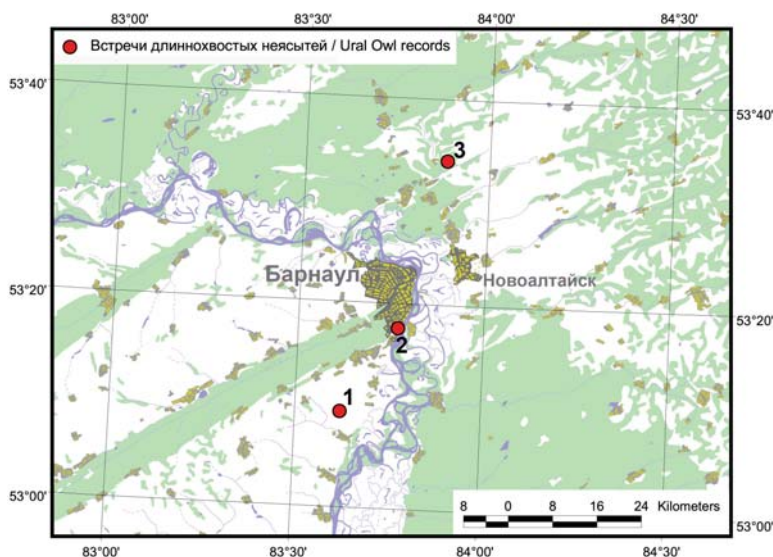 83°00' 83°30' 84°00' 84°30'
Встречи длиннохвостых неясытей / Ural Owl records
53°40'
53°40'
3
Барнаул
Новоалтайск
53°20'
53°20'
2
1
53°00'
8 0 8 16 24 Kilometers
53°00'
83°00' 83°30' 84°00' 84°30'